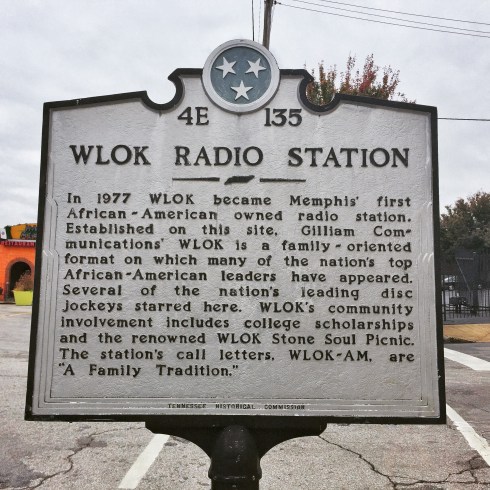 4E 135
WLOK RADIO STATION
In 1977 WLOK became Memphis' first
African-American owned radio station.
Established on this site, Gilliam Com-
munications' WLOK is a family-oriented
format on which many of the nation's top
African-American leaders have appeared.
Several of the nation's leading disc
jockeys starred here. WLOK's community
involvement includes college scholarships
and the renowned WLOK Stone Soul Picnic.
The station's call letters, WLOK-AM, are
"A Family Tradition."
TENNESSEE HISTORICAL COMMISSION